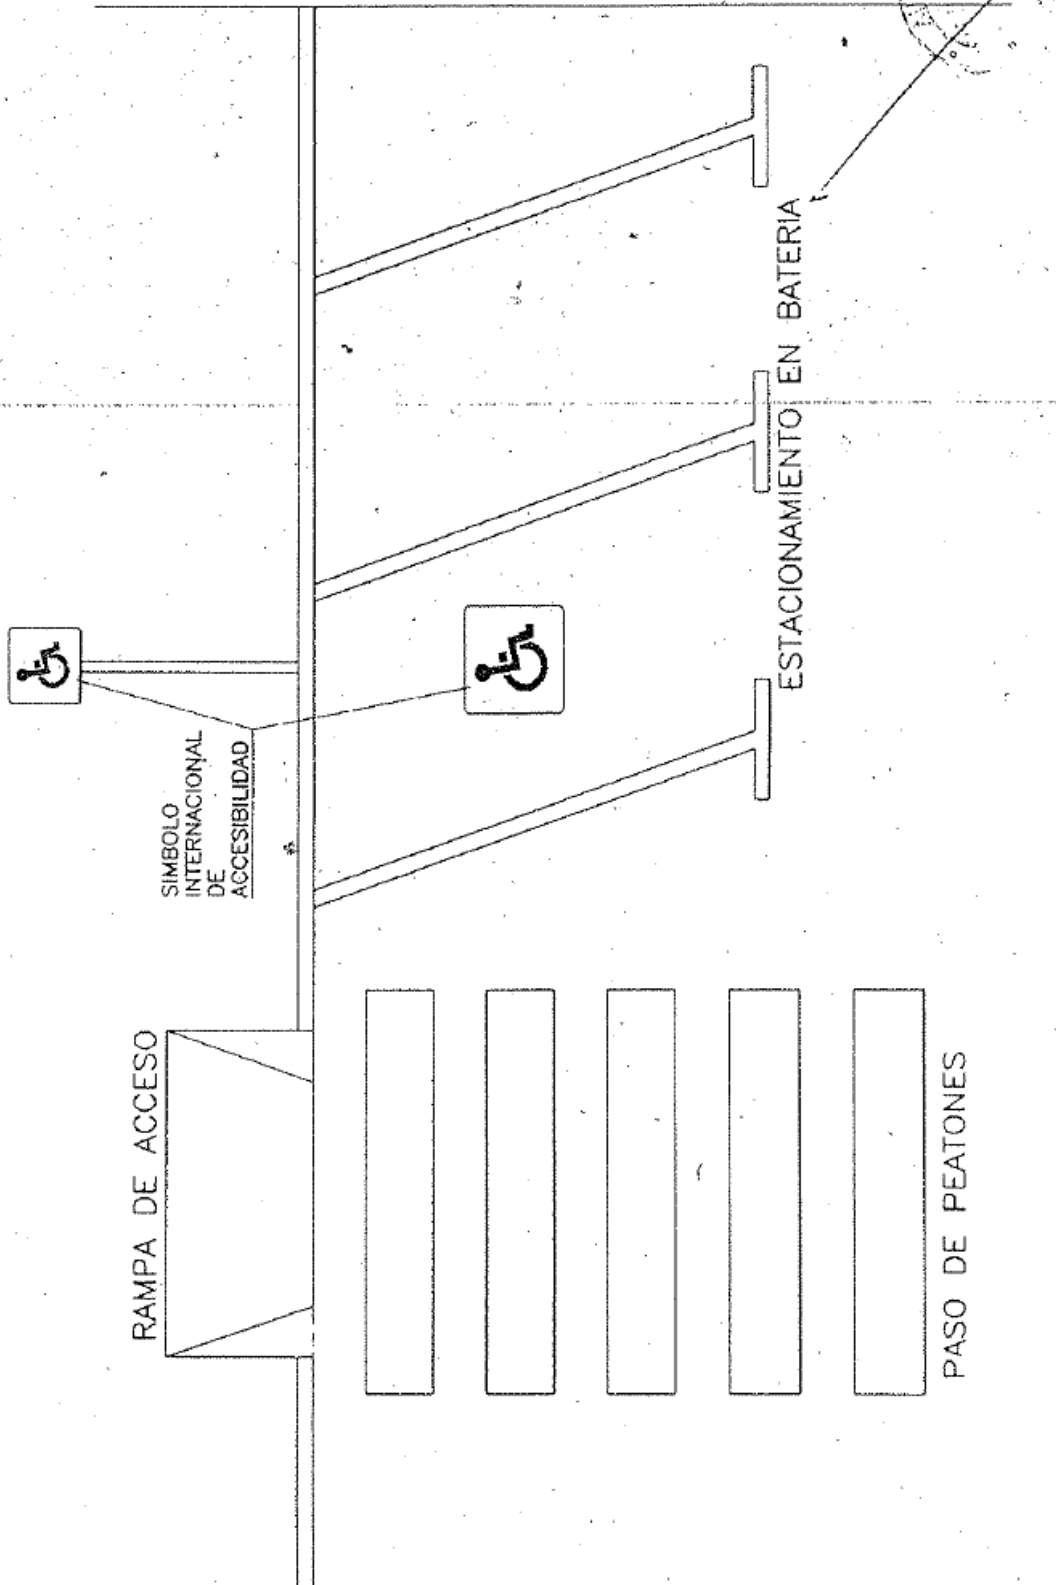 SIMBOLO
INTERNACIONAL
DE
ACCESIBILIDAD
RAMPA DE ACCESO
ESTACIONAMIENTO EN BATERIA
PASO DE PEATONES